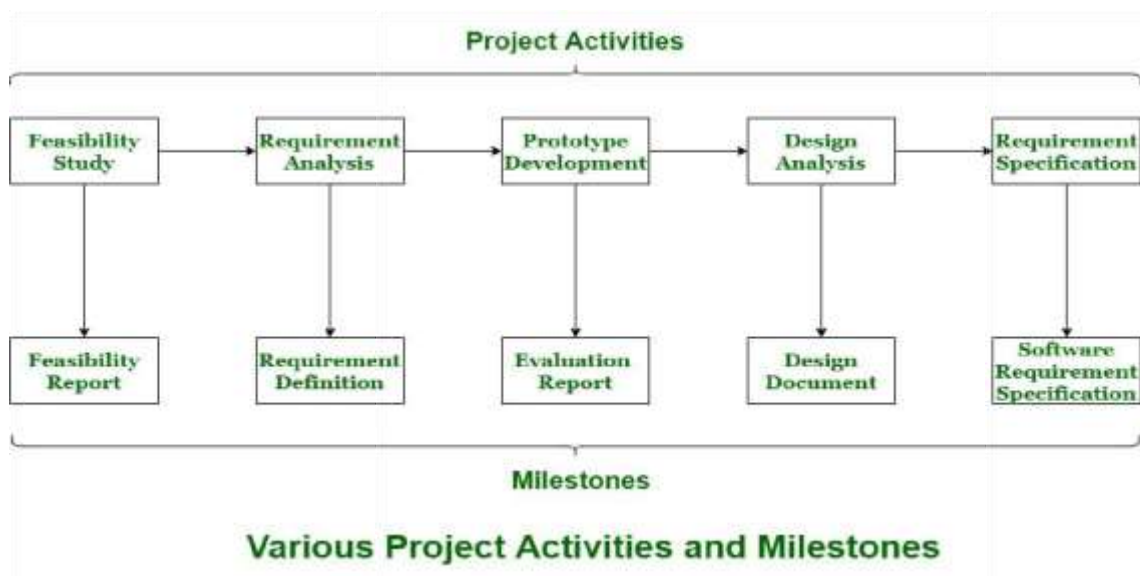 Project Activities
Feasibility
Study
Requirement
Analysis
Prototype
Development
Design
Analysis
Requirement
Specification
Feasibility
Report
Requirement
Definition
Evaluation
Report
Design
Document
Software
Requirement
Specification
Milestones
Various Project Activities and Milestones